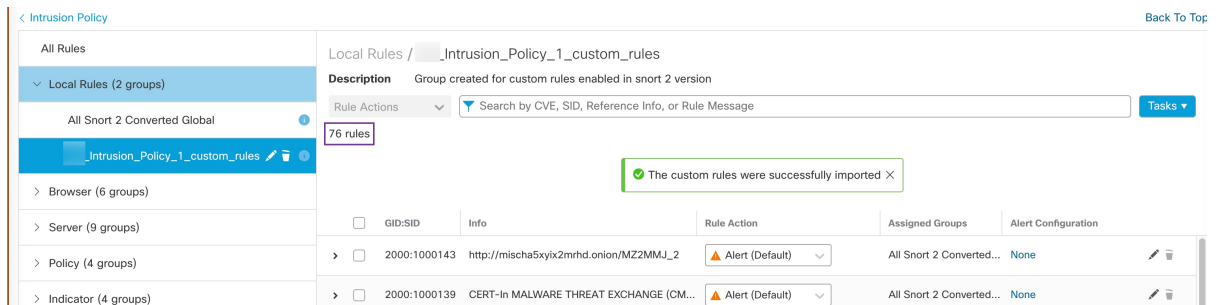 Intrusion Policy
Back To Top
All Rules
Local Rules (2 groups)
All Snort 2 Converted Global
_Intrusion_Policy_1_custom_rules
Browser (6 groups)
Server (9 groups)
Policy (4 groups)
Indicator (4 groups)
Local Rules / _Intrusion_Policy_1_custom_rules
Description Group created for custom rules enabled in snort 2 version
Rule Actions
Search by CVE, SID, Reference Info, or Rule Message
Tasks
76 rules
The custom rules were successfully imported
GID:SID Info Rule Action Assigned Groups Alert Configuration
2000:1000143 http://mischa5xyix2mrhd.onion/MZ2MMJ_2 Alert (Default) All Snort 2 Converted... None
2000:1000139 CERT-In MALWARE THREAT EXCHANGE (CM... Alert (Default) All Snort 2 Converted... None